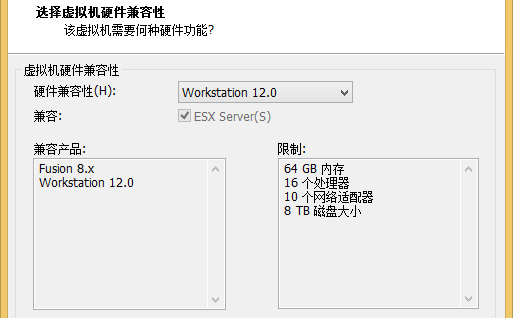 选择虚拟机硬件兼容性
该虚拟机需要何种硬件功能?
虚拟机硬件兼容性
硬件兼容性(H): Workstation 12.0
兼容: ESX Server(S)
兼容产品:
Fusion 8.x
Workstation 12.0
限制:
64 GB 内存
16 个处理器
10 个网络适配器
8 TB 磁盘大小